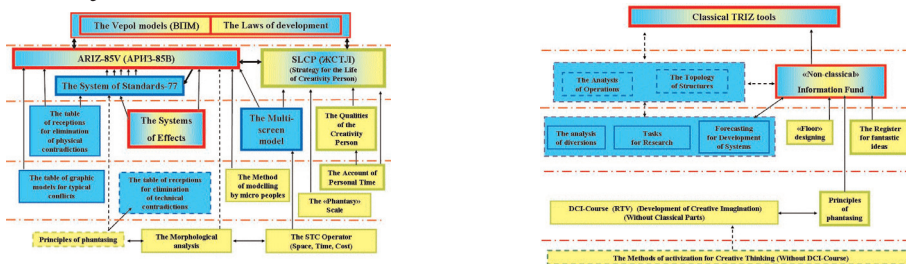 The Vepol models (ВПМ)
The Laws of development
ARIZ-85V (АРИЗ-85В)
SLCP (ЖСТЛ)
(Strategy for the Life
of Creativity Person)
The System of Standards-77
The table
of receptions
for elimination
of physical
contradictions
The Systems
of Effects
The Multi-
screen
model
The Qualities
of the
Creativity
Person
The Account of
Personal Time
The table of graphic
models for typical
conflicts
The table of receptions
for elimination
of technical
contradictions
The Method
of modelling
by micro peoples
The «Phantasy»
Scale
Principles of phantasing
The Morphological
analysis
The STC Operator
(Space, Time, Cost)
Classical TRIZ tools
The Analysis
of Operation
The Topology
of Structures
«Non-classical»
Information Fund
The analysis
of diversions
Tasks
for Research
Forecasting
for Development
of Systems
«Floor»
designing
The Register
for fantastic
ideas
DCI-Course (RTV) (Development of Creative Imagination)
(Without Classical Parts)
Principles
of
phantasing
The Methods of activization for Creative Thinking (Without DCI-Course)